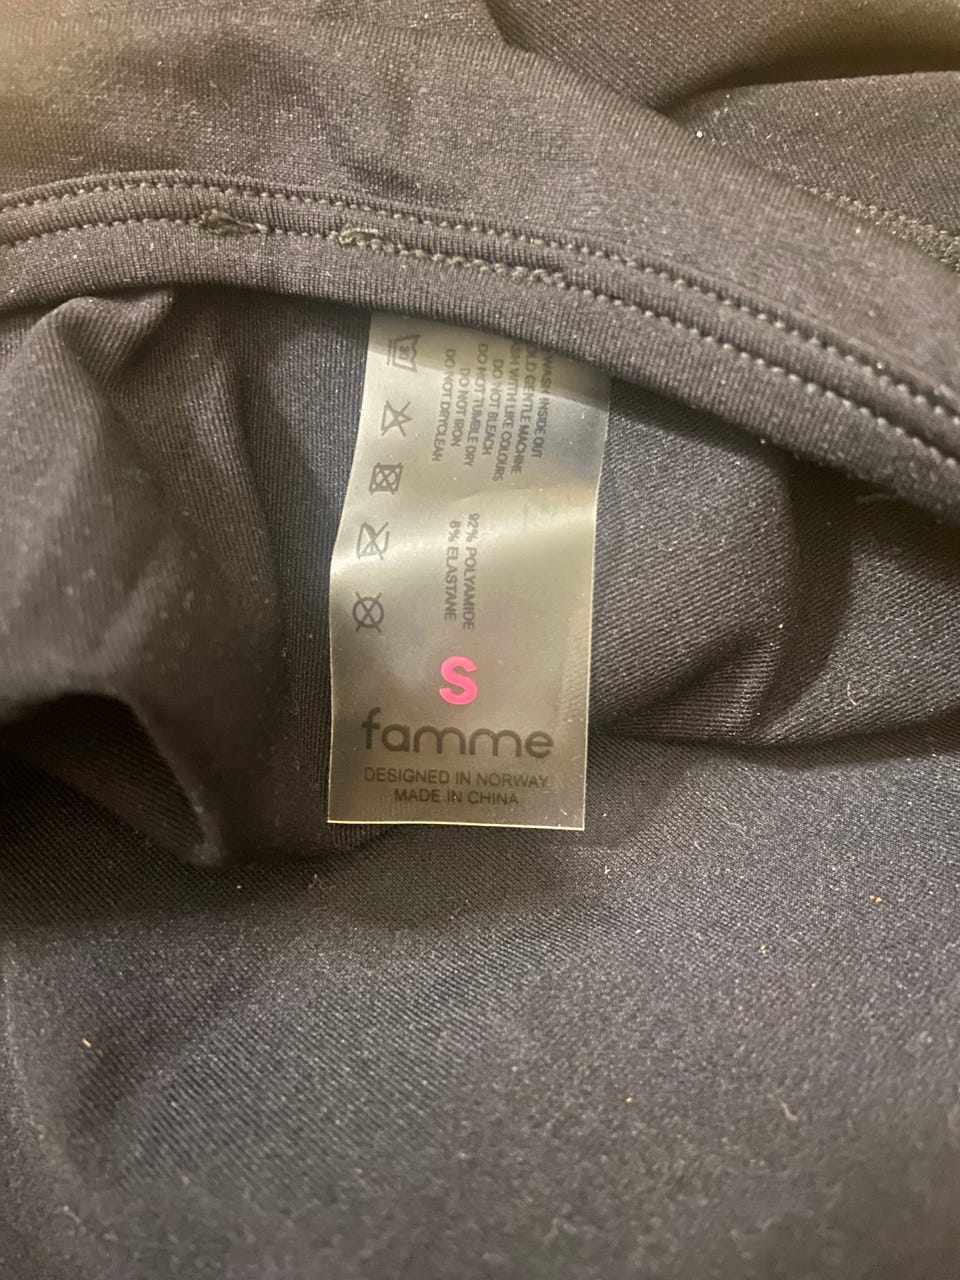 WASH INSIDE OUT
COLD GENTLE MACHINE
WITH LIKE COLOURS
DO NOT BLEACH
DO NOT TUMBLE DRY
DO NOT IRON
DO NOT DRYCLEAN
92% POLYAMIDE
8% ELASTANE
S
famme
DESIGNED IN NORWAY
MADE IN CHINA